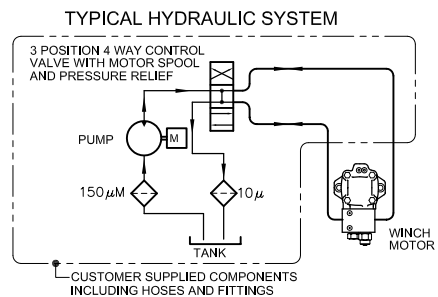 TYPICAL HYDRAULIC SYSTEM
3 POSITION 4 WAY CONTROL
VALVE WITH MOTOR SPOOL
AND PRESSURE RELIEF
PUMP
M
150µM
10µ
TANK
WINCH
MOTOR
CUSTOMER SUPPLIED COMPONENTS
INCLUDING HOSES AND FITTINGS